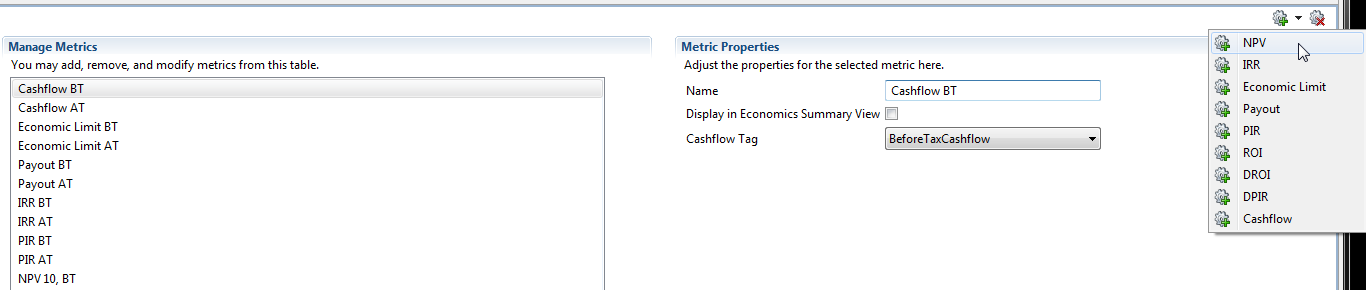 Manage Metrics
You may add, remove, and modify metrics from this table.
Cashflow BT
Cashflow AT
Economic Limit BT
Economic Limit AT
Payout BT
Payout AT
IRR BT
IRR AT
PIR BT
PIR AT
NPV 10, BT
Metric Properties
Adjust the properties for the selected metric here.
Name Cashflow BT
Display in Economics Summary View
Cashflow Tag BeforeTaxCashflow
NPV
IRR
Economic Limit
Payout
PIR
ROI
DROI
DPIR
Cashflow